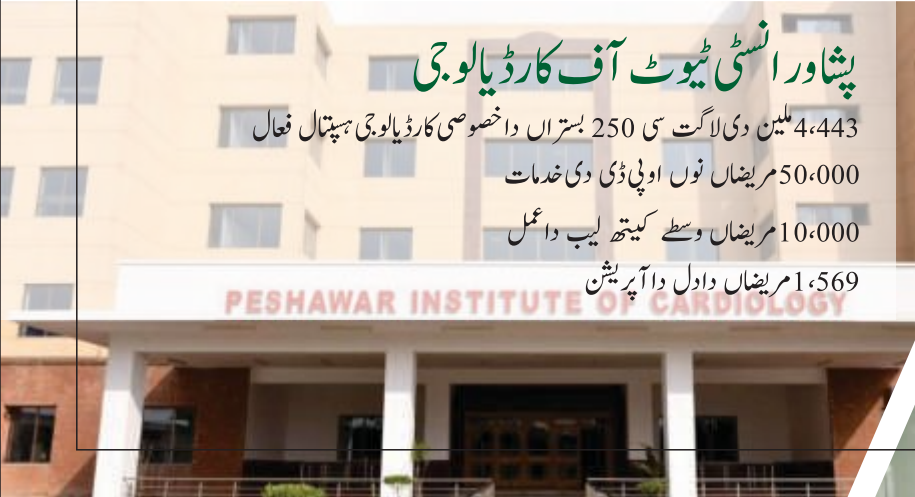 پشاور انسٹی ٹیوٹ آف کارڈیالوجی
4،443 ملین دی لاگت سی 250 بستراں دا خصوصی کارڈیالوجی ہسپتال فعال
50،000 مریضاں نوں اوپی ڈی دی خدمات
10،000 مریضاں وسطے کیتھ لیب دا عمل
1،569 مریضاں دا دل دا آپریشن
PESHAWAR INSTITUTE OF CARDIOLOGY